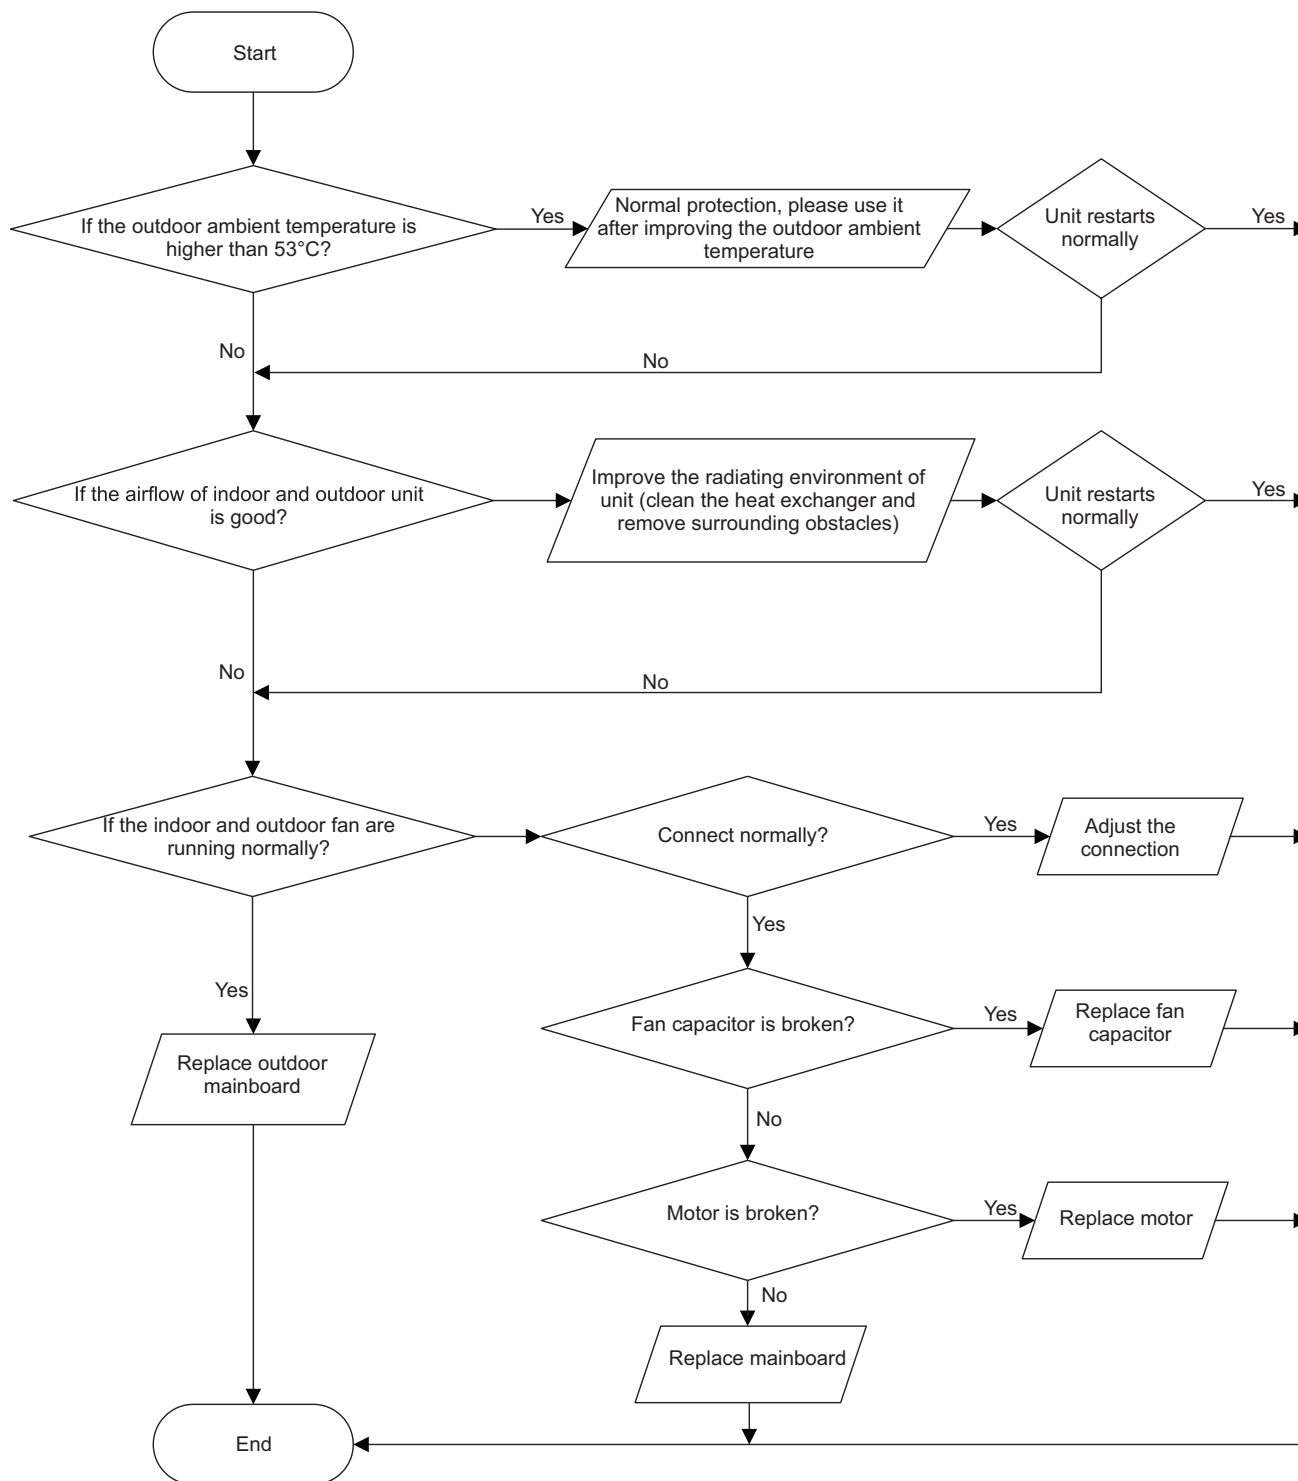 Start
If the outdoor ambient temperature is
higher than 53°C?
Yes
Normal protection, please use it
after improving the outdoor ambient
temperature
Unit restarts
normally
Yes
No
No
If the airflow of indoor and outdoor unit
is good?
Improve the radiating environment of
unit (clean the heat exchanger and
remove surrounding obstacles)
Unit restarts
normally
Yes
No
No
If the indoor and outdoor fan are
running normally?
Connect normally?
Yes
Adjust the
connection
Yes
Yes
Fan capacitor is broken?
Yes
Replace fan
capacitor
Replace outdoor
mainboard
No
Motor is broken?
Yes
Replace motor
No
Replace mainboard
End